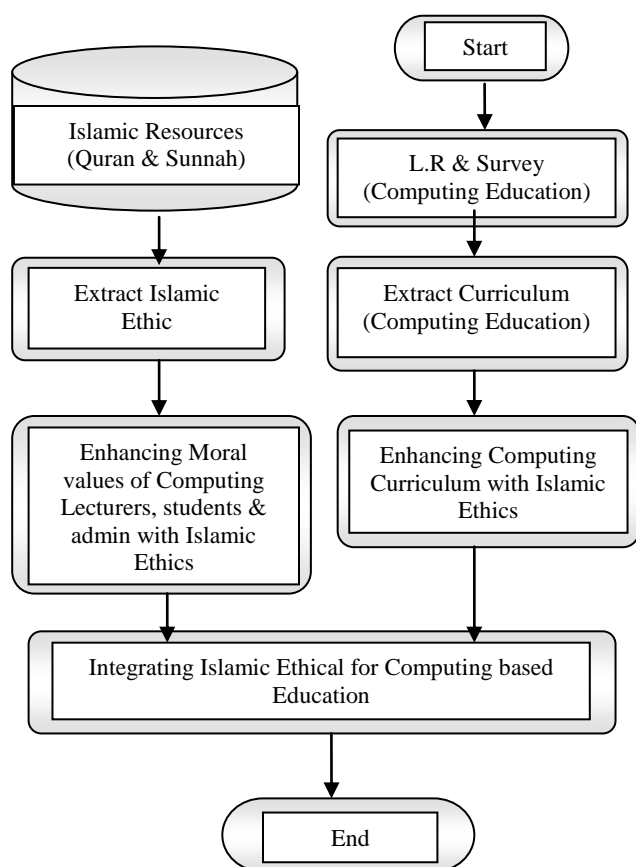 Start
Islamic Resources
(Quran & Sunnah)
L.R & Survey
(Computing Education)
Extract Islamic
Ethic
Extract Curriculum
(Computing Education)
Enhancing Moral
values of Computing
Lecturers, students &
admin with Islamic
Ethics
Enhancing Computing
Curriculum with Islamic
Ethics
Integrating Islamic Ethical for Computing based
Education
End